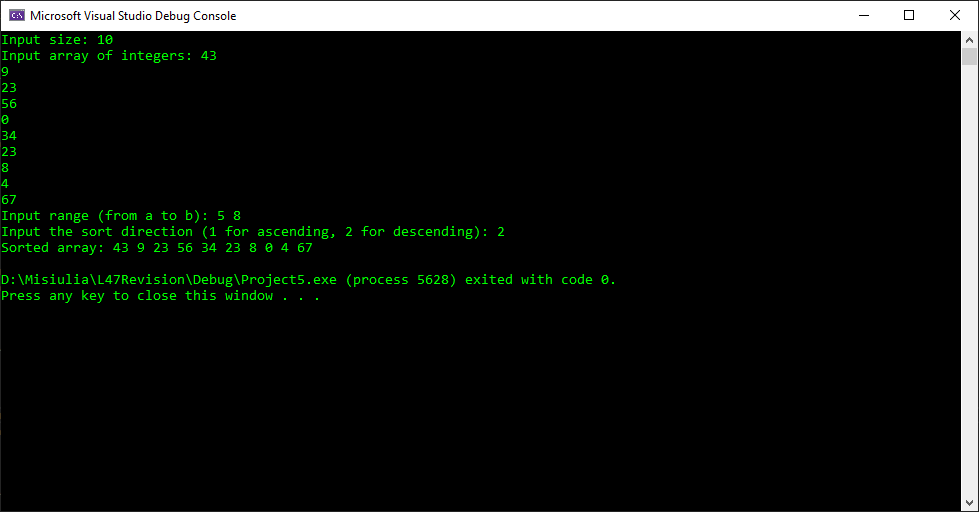 Microsoft Visual Studio Debug Console
Input size: 10
Input array of integers: 43
9
23
56
0
34
23
8
4
67
Input range (from a to b): 5 8
Input the sort direction (1 for ascending, 2 for descending): 2
Sorted array: 43 9 23 56 34 23 8 0 4 67
D:\Misiulia\L47Revision\Debug\Project5.exe (process 5628) exited with code 0.
Press any key to close this window . . .